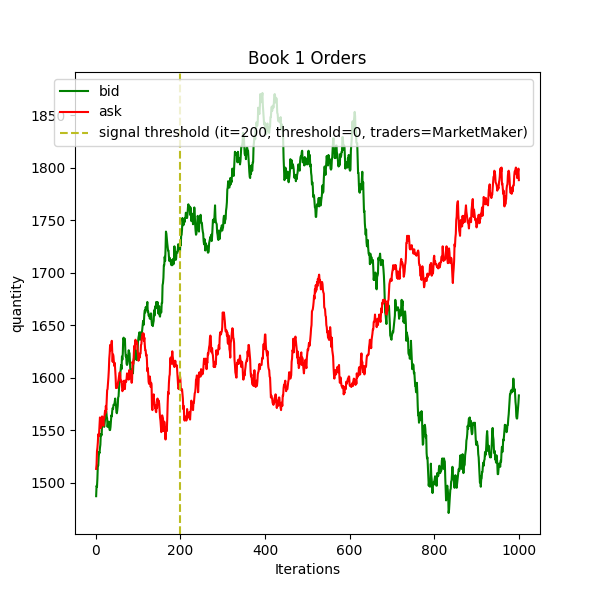 Book 1 Orders
bid
ask
signal threshold (it=200, threshold=0, traders=MarketMaker)
1850
1800
1750
1700
1650
1600
1550
1500
quantity
0 200 400 600 800 1000
Iterations